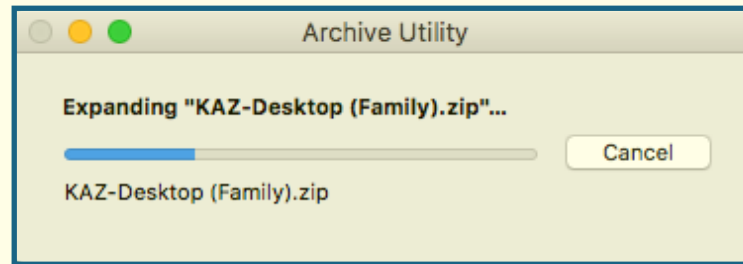 Archive Utility
Expanding "KAZ-Desktop (Family).zip"...
Cancel
KAZ-Desktop (Family).zip